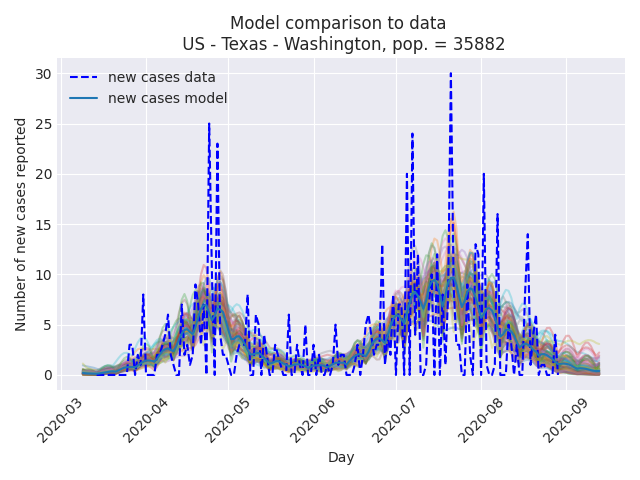 Model comparison to data
US - Texas - Washington, pop. = 35882
new cases data
new cases model
Number of new cases reported
30
25
20
15
10
5
0
2020-03
2020-04
2020-05
2020-06
2020-07
2020-08
2020-09
Day